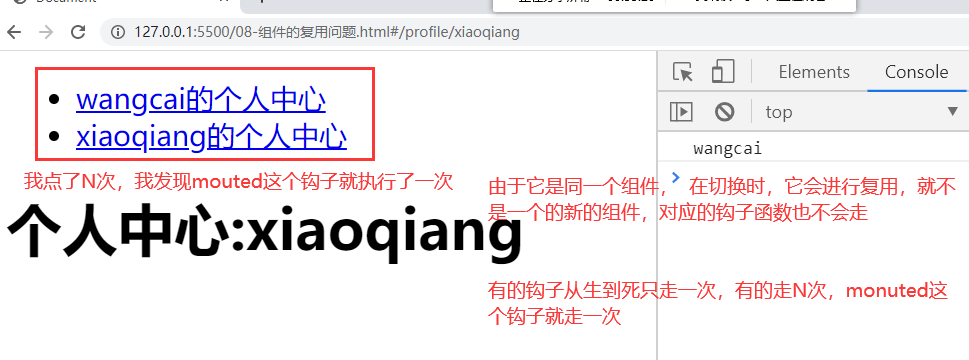 Document
127.0.0.1:5500/08-组件的复用问题.html#/profile/xiaoqiang
Elements Console
wangcai的个人中心
xiaoqiang的个人中心
top
wangcai
我点了N次，我发现mouted这个钩子就执行了一次
由于它是同一个组件， 在切换时，它会进行复用，就不
是一个的新的组件，对应的钩子函数也不会走
个人中心:xiaoqiang
有的钩子从生到死只走一次，有的走N次，monuted这
个钩子就走一次